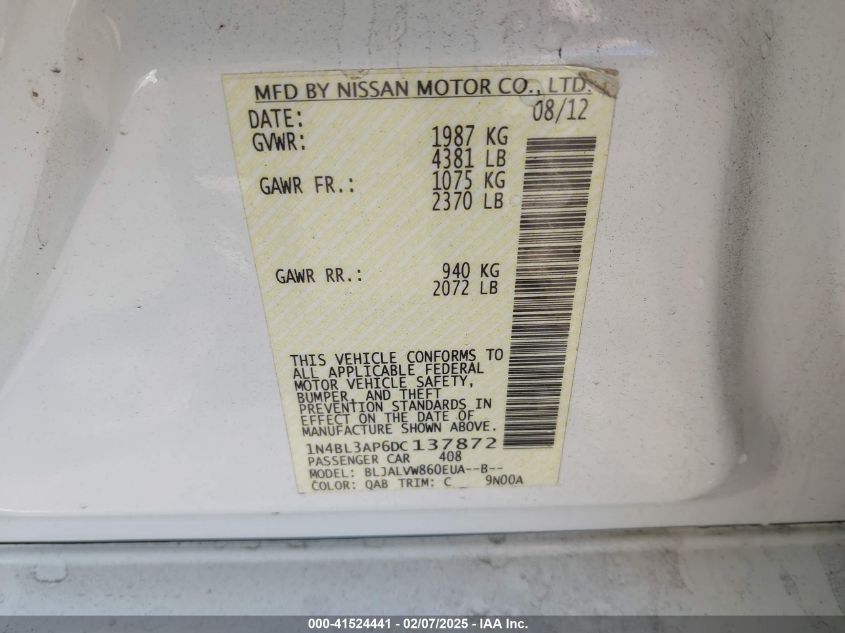 MFD BY NISSAN MOTOR CO., LTD.
DATE: 08/12
GVWR: 1987 KG
4381 LB
GAWR FR.: 1075 KG
2370 LB
GAWR RR.: 940 KG
2072 LB
THIS VEHICLE CONFORMS TO
ALL APPLICABLE FEDERAL
MOTOR VEHICLE SAFETY,
BUMPER, AND THEFT
PREVENTION STANDARDS IN
EFFECT ON THE DATE OF
MANUFACTURE SHOWN ABOVE.
1N4BL3AP6DC137872
PASSENGER CAR 408
MODEL: BLJALVW860EUA--B--
COLOR: QAB TRIM: C 9N00A
000-41524441 - 02/07/2025 - IAA Inc.